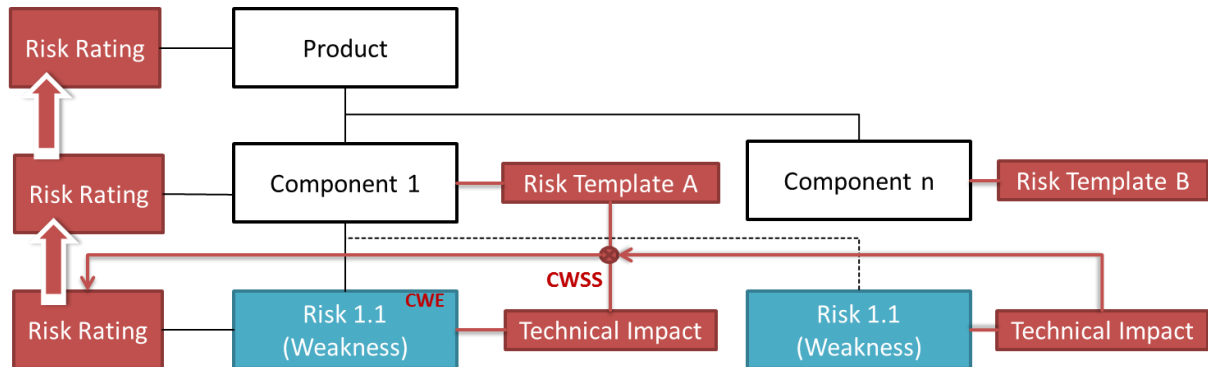 Risk Rating
Product
Risk Rating
Component 1
Risk Template A
Component n
Risk Template B
CWSS
CWE
Risk Rating
Risk 1.1
(Weakness)
Technical Impact
Risk 1.1
(Weakness)
Technical Impact